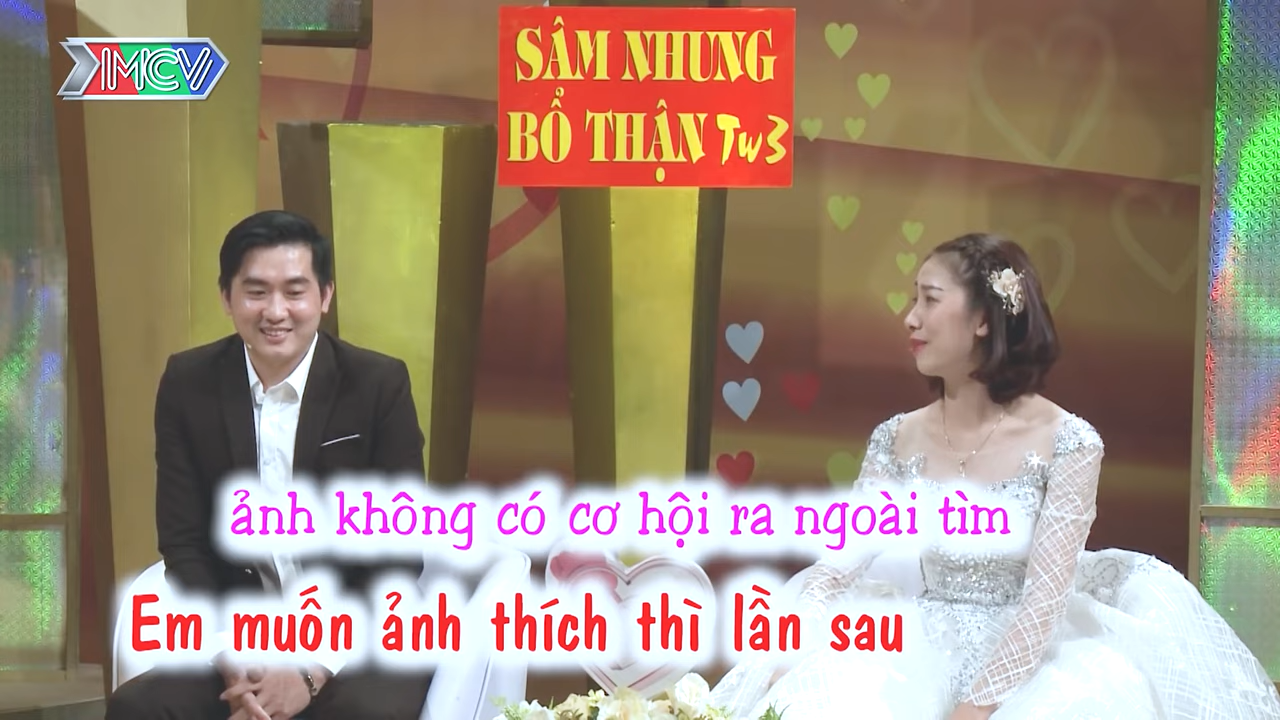 MCV
SÂM NHUNG
BỔ THẬN TW3
ảnh không có cơ hội ra ngoài tìm
Em muốn ảnh thích thì lần sau